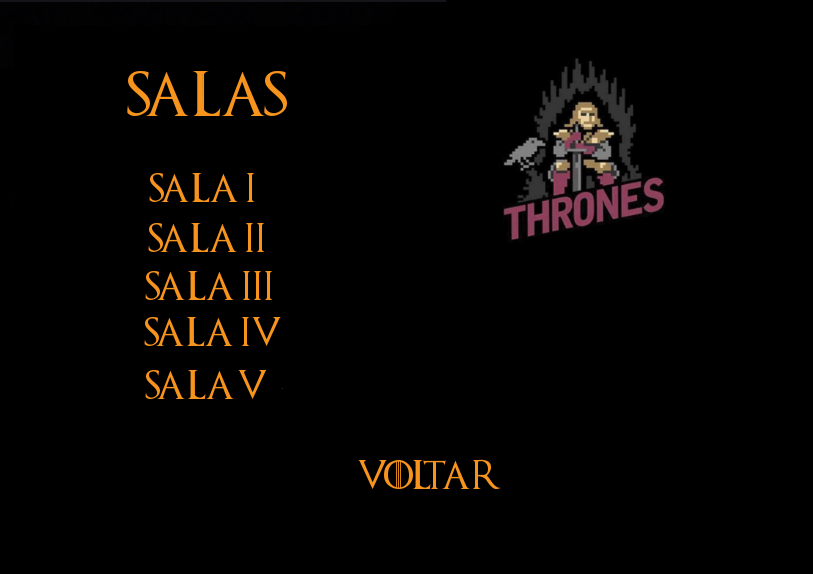 SALAS
THRONES
SALA I
SALA II
SALA III
SALA IV
SALA V
VOLTAR